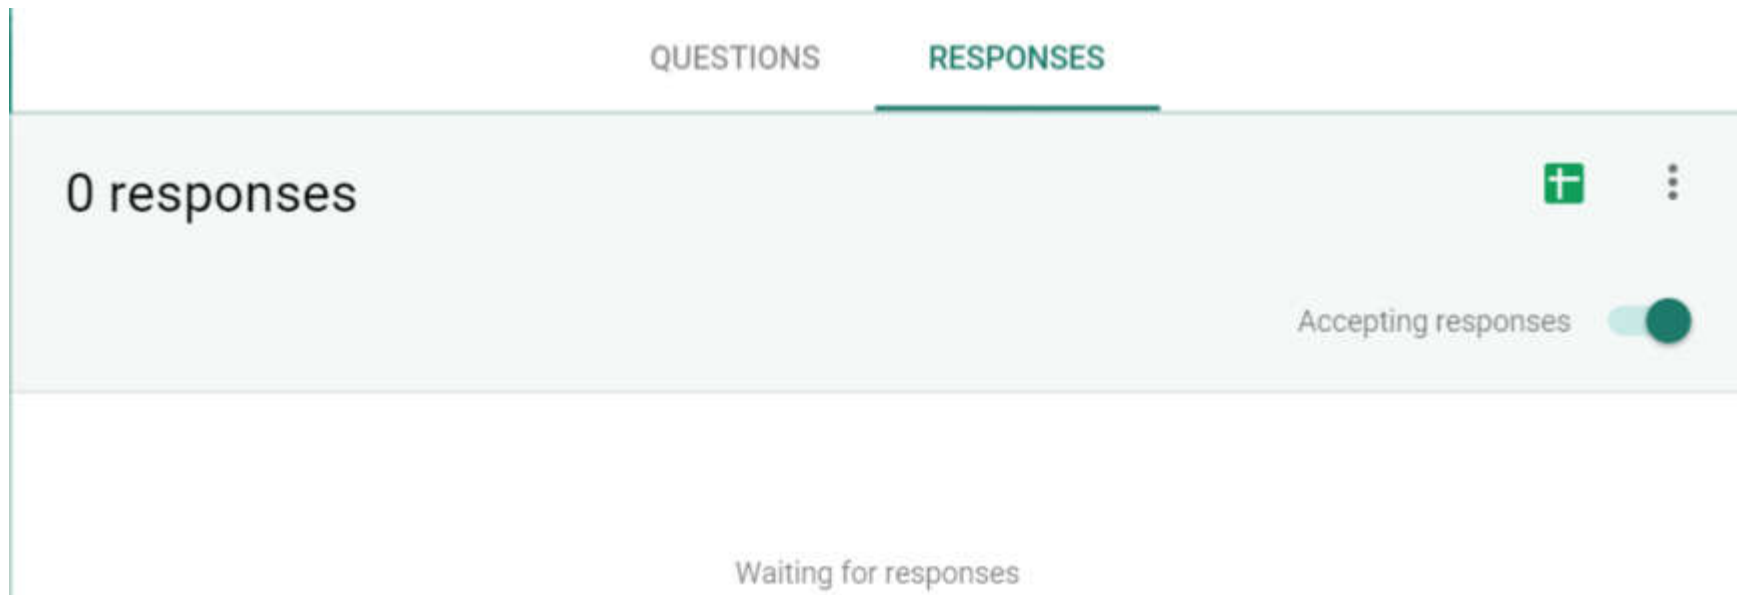 QUESTIONS RESPONSES
0 responses
Accepting responses
Waiting for responses